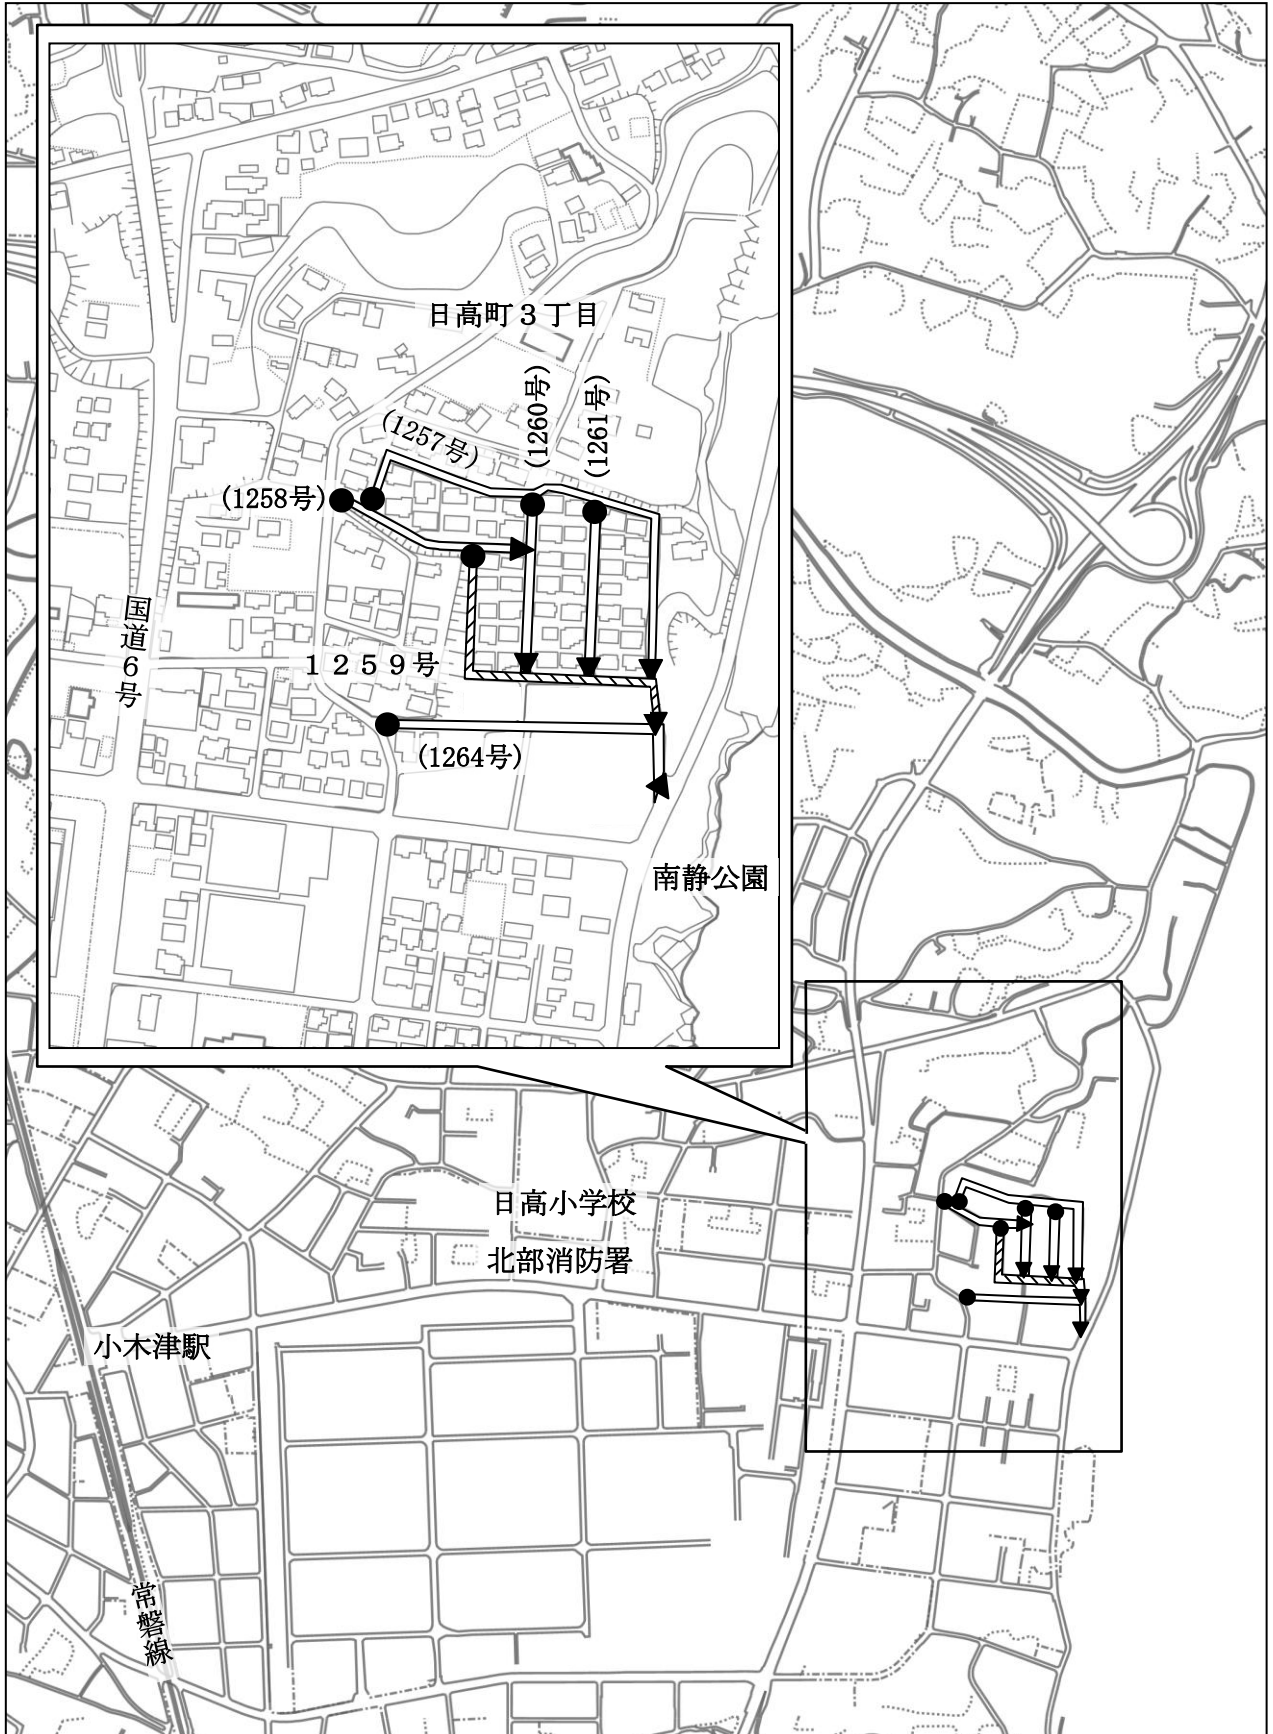 日高町３丁目
(1260号)
(1261号)
(1257号)
(1258号)
国道６号
１２５９号
(1264号)
南静公園
日高小学校
北部消防署
小木津駅
常磐線